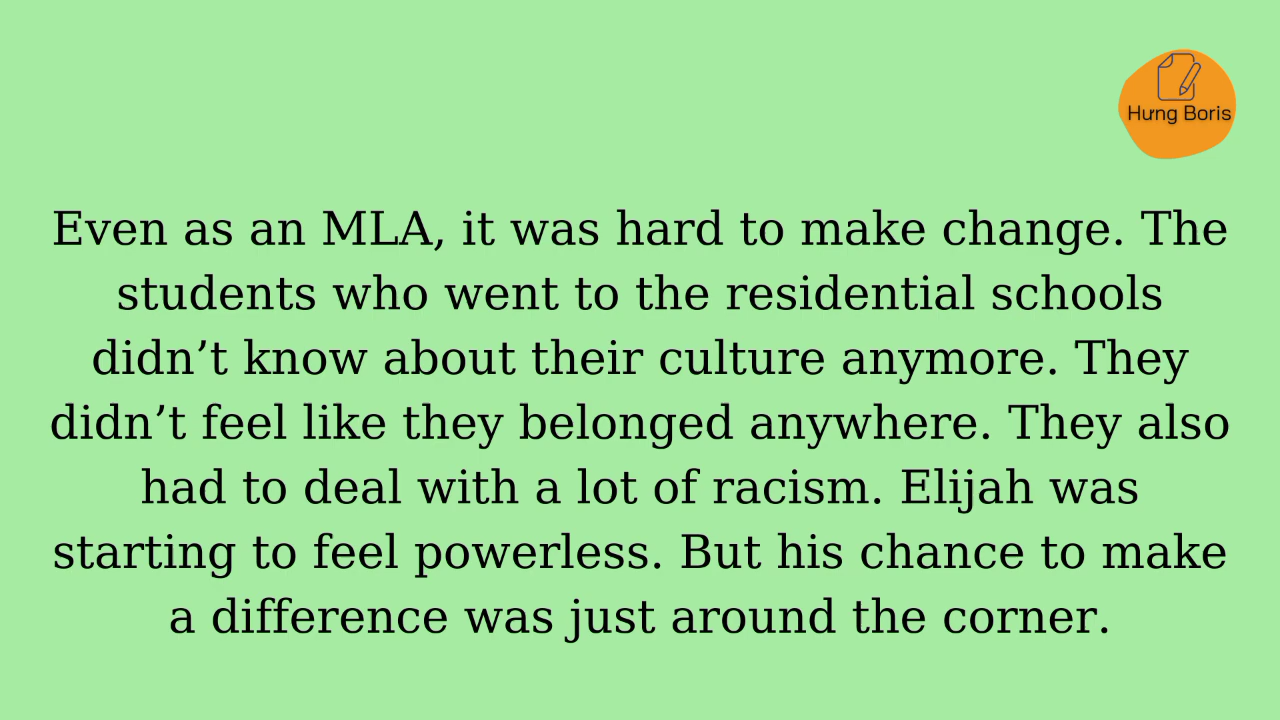 Hưng Boris
Even as an MLA, it was hard to make change. The
students who went to the residential schools
didn’t know about their culture anymore. They
didn’t feel like they belonged anywhere. They also
had to deal with a lot of racism. Elijah was
starting to feel powerless. But his chance to make
a difference was just around the corner.